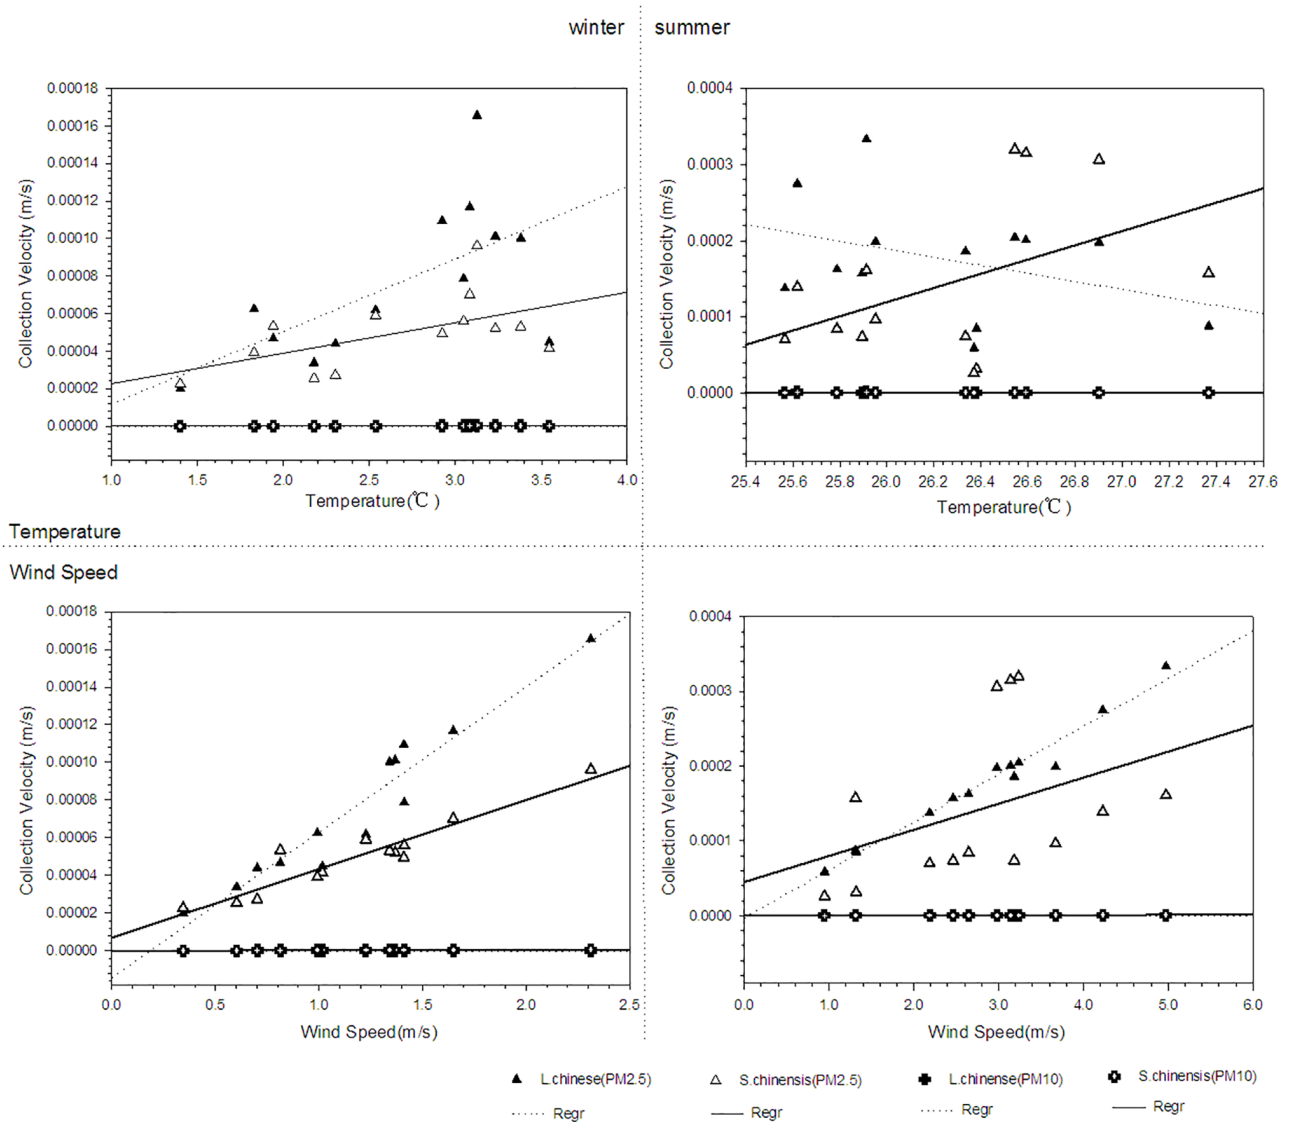 winter summer
0.00018
0.00016
0.00014
0.00012
0.00010
0.00008
0.00006
0.00004
0.00002
0.00000
Collection Velocity (m/s)
1.0 1.5 2.0 2.5 3.0 3.5 4.0
Temperature(℃ )
0.0004
0.0003
0.0002
0.0001
0.0000
Collection Velocity (m/s)
25.4 25.6 25.8 26.0 26.2 26.4 26.6 26.8 27.0 27.2 27.4 27.6
Temperature(℃ )
Temperature
Wind Speed
0.00018
0.00016
0.00014
0.00012
0.00010
0.00008
0.00006
0.00004
0.00002
0.00000
Collection Velocity (m/s)
0.0 0.5 1.0 1.5 2.0 2.5
Wind Speed(m/s)
0.0004
0.0003
0.0002
0.0001
0.0000
Collection Velocity (m/s)
0.0 1.0 2.0 3.0 4.0 5.0 6.0
Wind Speed(m/s)
L.chinese(PM2.5) S.chinensis(PM2.5) L.chinense(PM10) S.chinensis(PM10)
Regr Regr Regr Regr